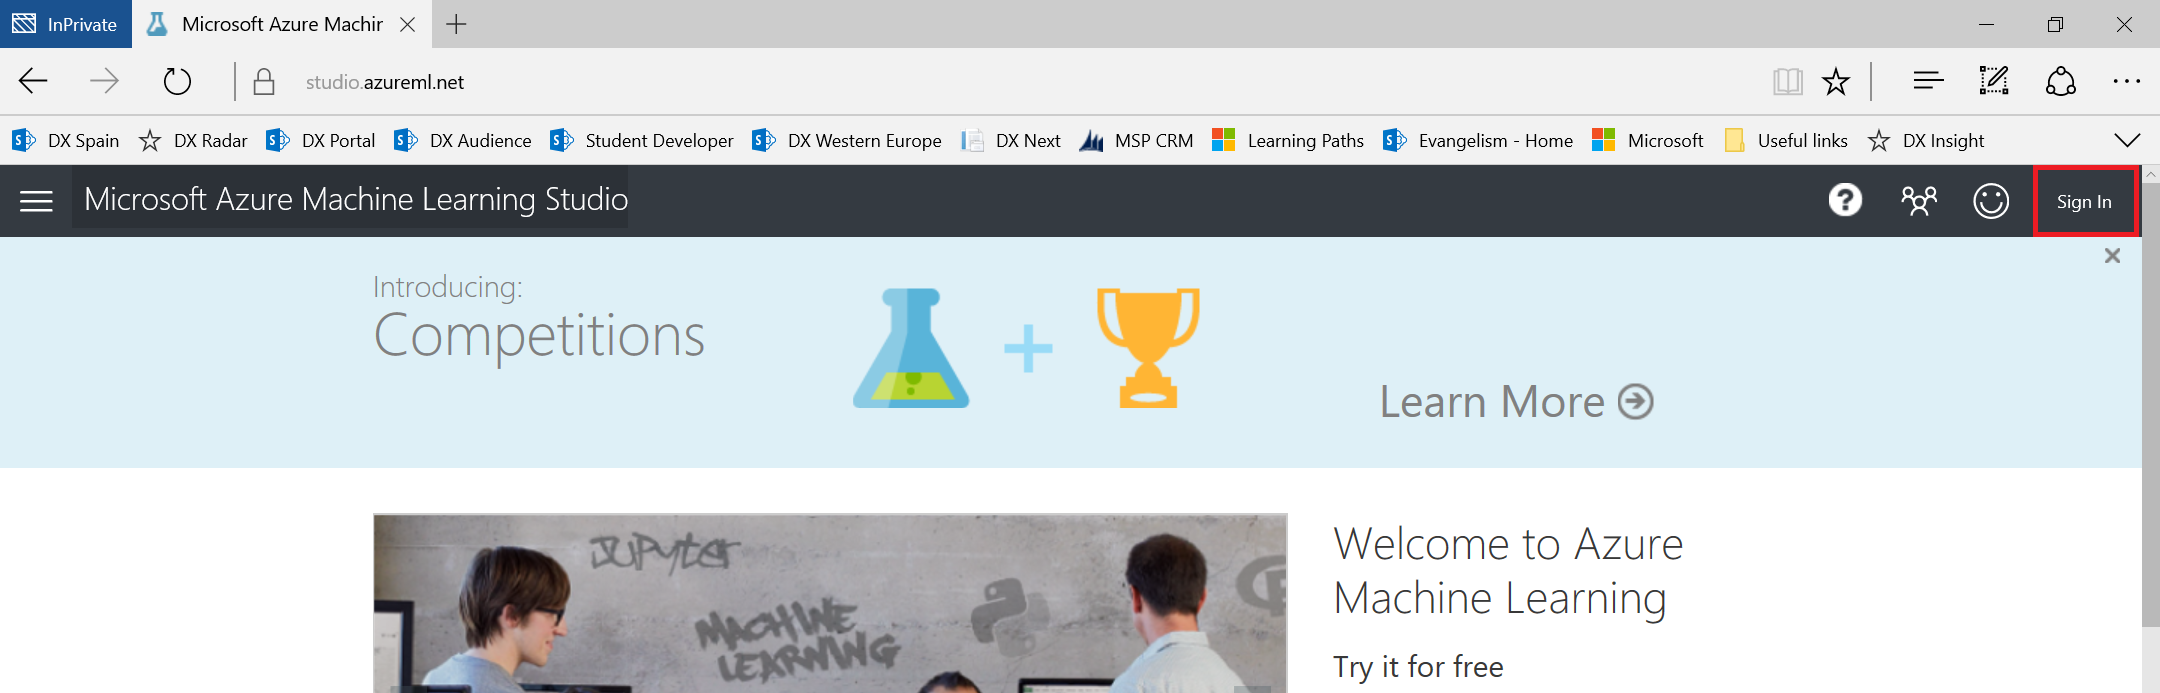 InPrivate
Microsoft Azure Machir
studio.azureml.net
DX Spain
DX Radar
DX Portal
DX Audience
Student Developer
DX Western Europe
DX Next
MSP CRM
Learning Paths
Evangelism - Home
Microsoft
Useful links
DX Insight
Microsoft Azure Machine Learning Studio
Sign In
Introducing:
Competitions
Learn More
JUPyter
MACHINE
LEARNING
Welcome to Azure
Machine Learning
Try it for free